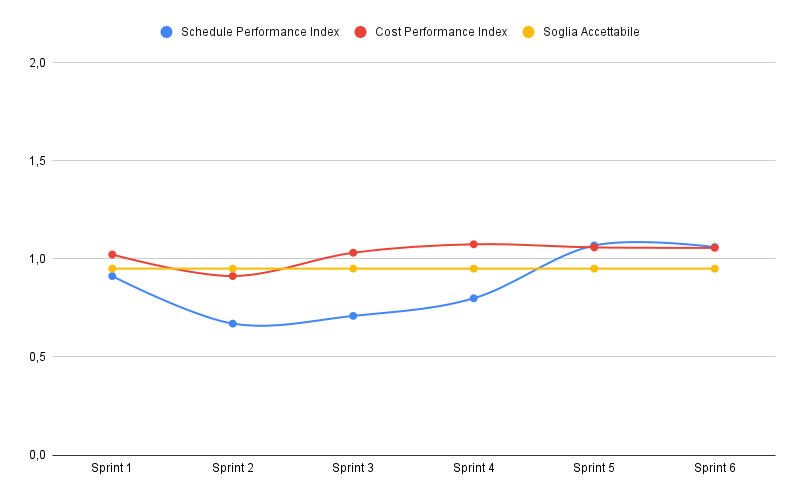 Schedule Performance Index Cost Performance Index Soglia Accettabile
2,0
1,5
1,0
0,5
0,0
Sprint 1 Sprint 2 Sprint 3 Sprint 4 Sprint 5 Sprint 6